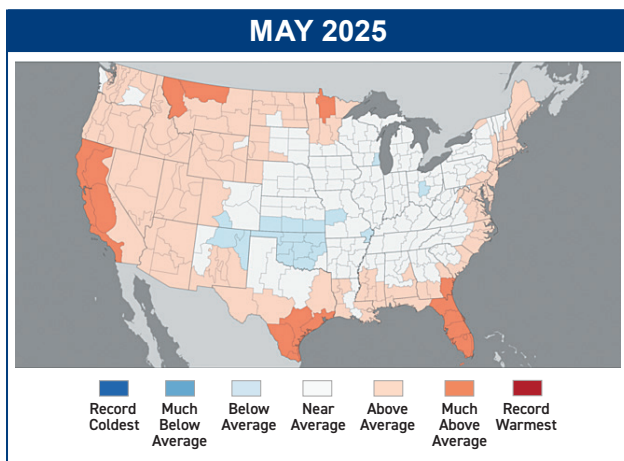 MAY 2025
Record
Coldest
Much
Below
Average
Below
Average
Near
Average
Above
Average
Much
Above
Average
Record
Warmest